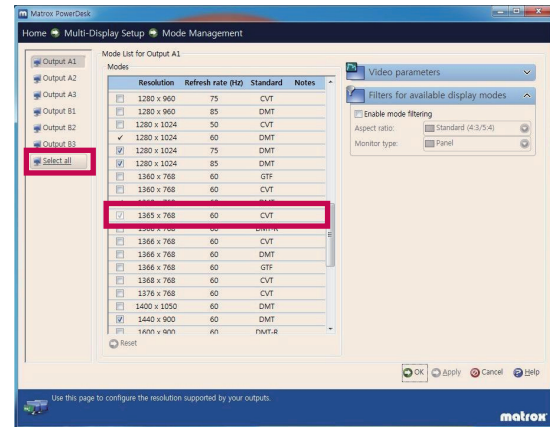 Matrox PowerDesk
Home Multi-Display Setup Mode Management
Output A1
Output A2
Output A3
Output B1
Output B2
Output B3
Select all
Mode List for Output A1
Modes
Resolution Refresh rate (Hz) Standard Notes
1280 x 960 75 CVT
1280 x 960 85 DMT
1280 x 1024 50 CVT
✓ 1280 x 1024 60 DMT
1280 x 1024 75 DMT
1280 x 1024 85 DMT
1360 x 768 60 GTF
1360 x 768 60 CVT
1365 x 768 60 CVT
1366 x 768 60 CVT
1366 x 768 60 DMT
1366 x 768 60 GTF
1368 x 768 60 CVT
1376 x 768 60 CVT
1400 x 1050 60 DMT
1440 x 900 60 DMT
1600 x 900 60 DMT-R
Reset
Video parameters
Filters for available display modes
Enable mode filtering
Aspect ratio: Standard (4:3/5:4)
Monitor type: Panel
OK Apply Cancel Help
Use this page to configure the resolution supported by your outputs.
matrox